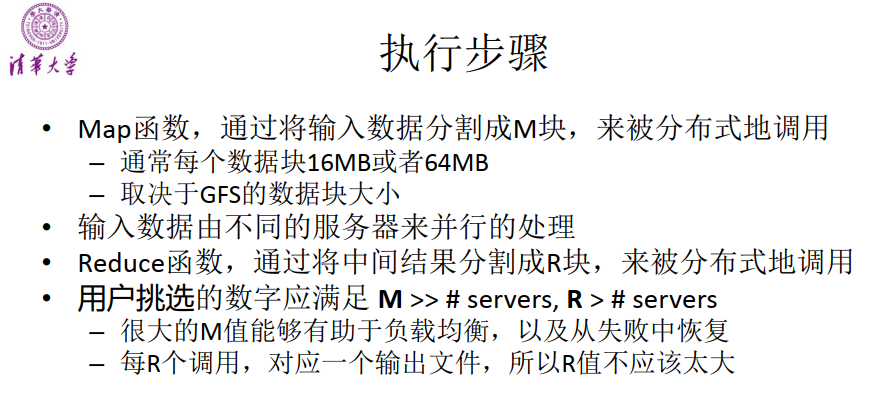 清华大学
执行步骤
• Map函数，通过将输入数据分割成M块，来被分布式地调用
– 通常每个数据块16MB或者64MB
– 取决于GFS的数据块大小
• 输入数据由不同的服务器来并行的处理
• Reduce函数，通过将中间结果分割成R块，来被分布式地调用
• 用户挑选的数字应满足 M >> # servers, R > # servers
– 很大的M值能够有助于负载均衡，以及从失败中恢复
– 每R个调用，对应一个输出文件，所以R值不应该太大